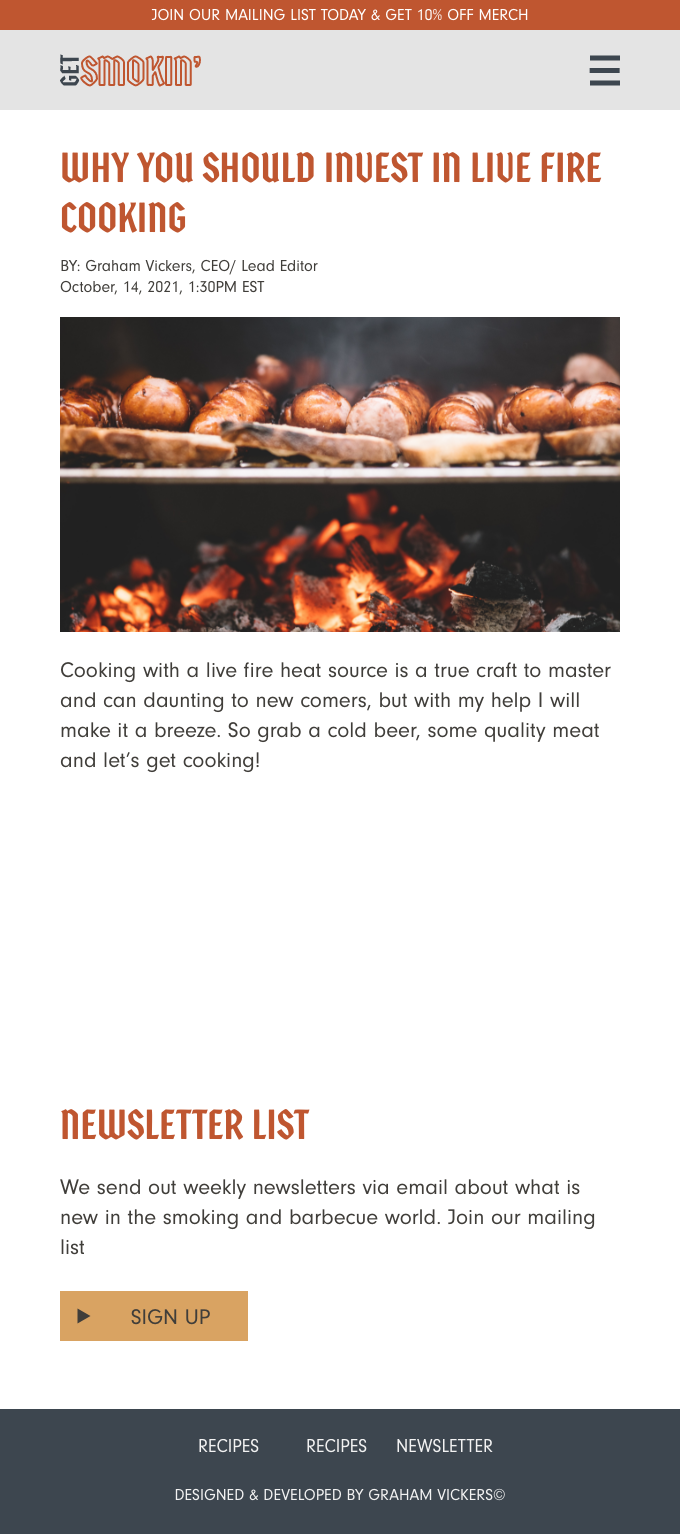 JOIN OUR MAILING LIST TODAY & GET 10% OFF MERCH
GET SMOKIN'
WHY YOU SHOULD INVEST IN LIVE FIRE
COOKING
BY: Graham Vickers, CEO/ Lead Editor
October, 14, 2021, 1:30PM EST
Cooking with a live fire heat source is a true craft to master
and can daunting to new comers, but with my help I will
make it a breeze. So grab a cold beer, some quality meat
and let’s get cooking!
NEWSLETTER LIST
We send out weekly newsletters via email about what is
new in the smoking and barbecue world. Join our mailing
list
SIGN UP
RECIPES RECIPES NEWSLETTER
DESIGNED & DEVELOPED BY GRAHAM VICKERS©